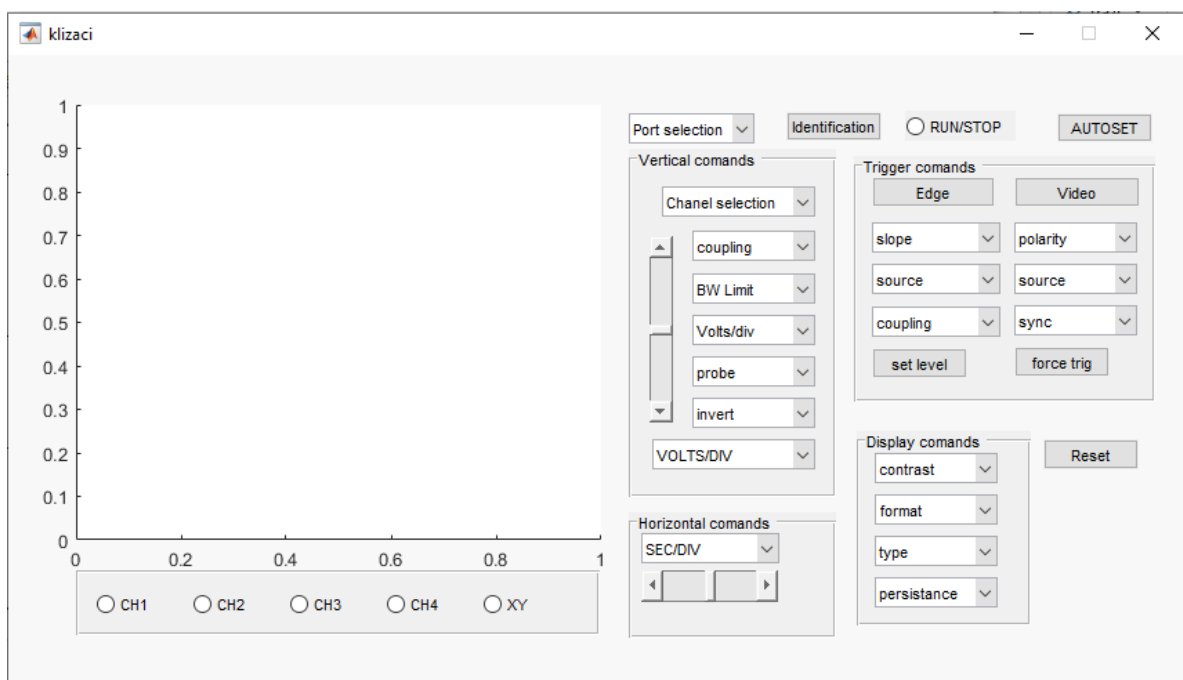 klizaci
1
0.9
0.8
0.7
0.6
0.5
0.4
0.3
0.2
0.1
0
0 0.2 0.4 0.6 0.8 1
CH1 CH2 CH3 CH4 XY
Port selection Identification RUN/STOP AUTOSET
Vertical comands
Chanel selection
coupling
BW Limit
Volts/div
probe
invert
VOLTS/DIV
Horizontal comands
SEC/DIV
Trigger comands
Edge Video
slope polarity
source source
coupling sync
set level force trig
Display comands
contrast
format
type
persistance
Reset